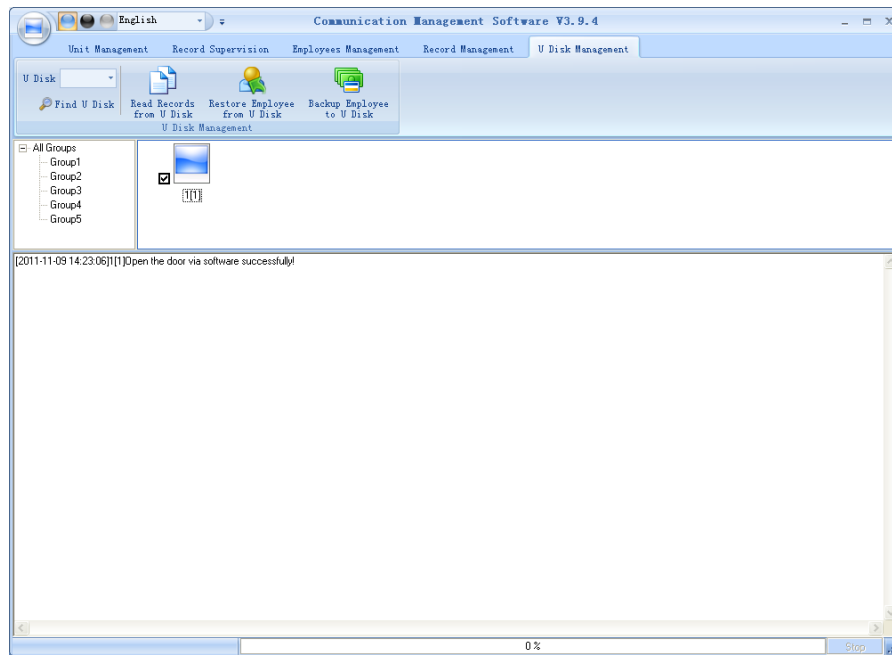 English
Communication Management Software V3.9.4
Unit Management Record Supervision Employees Management Record Management U Disk Management
U Disk
Find U Disk
Read Records from U Disk
Restore Employee from U Disk
Backup Employee to U Disk
U Disk Management
All Groups
Group1
Group2
Group3
Group4
Group5
1[1]
[2011-11-09 14:23:06]1[1]Open the door via software successfully!
0 %
Stop